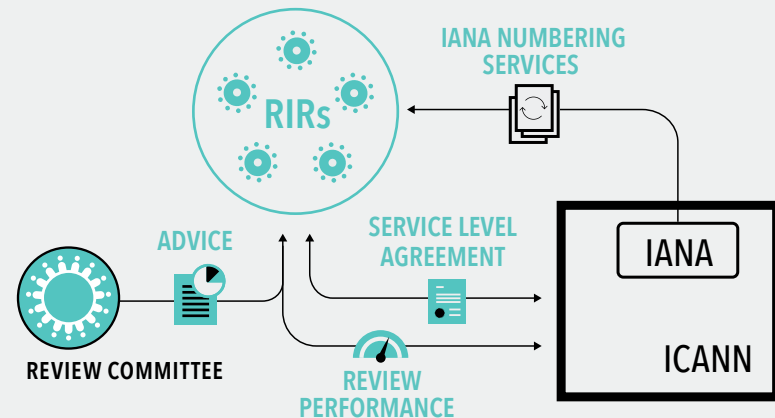 IANA NUMBERING
SERVICES
RIRs
ADVICE
SERVICE LEVEL
AGREEMENT
IANA
ICANN
REVIEW COMMITTEE
REVIEW
PERFORMANCE